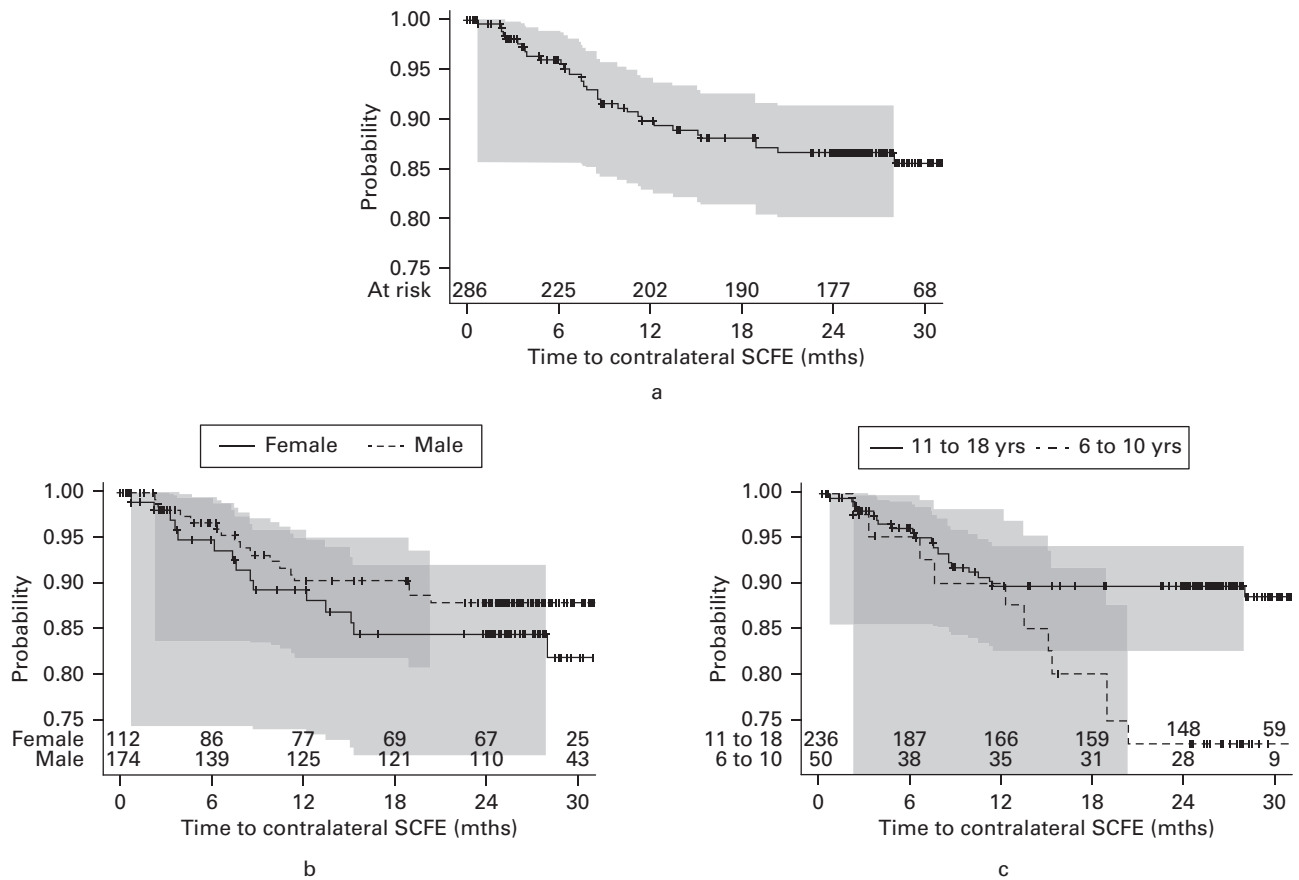 1.00
0.95
0.90
0.85
0.80
0.75
Probability
At risk 286 225 202 190 177 68
0 6 12 18 24 30
Time to contralateral SCFE (mths)
a
Female Male
1.00
0.95
0.90
0.85
0.80
0.75
Probability
Female 112 86 77 69 67 25
Male 174 139 125 121 110 43
0 6 12 18 24 30
Time to contralateral SCFE (mths)
b
11 to 18 yrs 6 to 10 yrs
1.00
0.95
0.90
0.85
0.80
0.75
Probability
11 to 18 236 187 166 159 148 59
6 to 10 50 38 35 31 28 9
0 6 12 18 24 30
Time to contralateral SCFE (mths)
c